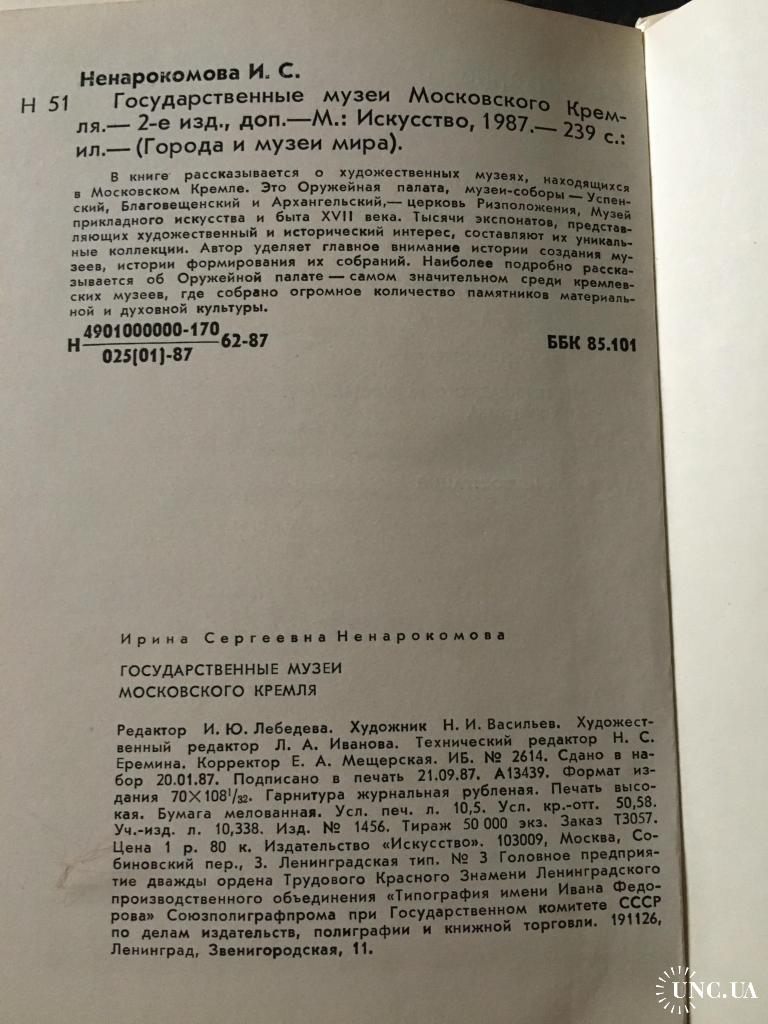 Ненарокомова И. С.
Н 51 Государственные музеи Московского Крем-
ля.— 2-е изд., доп.—М.: Искусство, 1987.— 239 с.:
ил.— (Города и музеи мира).
В книге рассказывается о художественных музеях, находящихся
в Московском Кремле. Это Оружейная палата, музеи-соборы — Успен-
ский, Благовещенский и Архангельский,— церковь Ризположения, Музей
прикладного искусства и быта XVII века. Тысячи экспонатов, представ-
ляющих художественный и исторический интерес, составляют их уникаль-
ные коллекции. Автор уделяет главное внимание истории создания му-
зеев, истории формирования их собраний. Наиболее подробно расска-
зывается об Оружейной палате — самом значительном среди кремлев-
ских музеев, где собрано огромное количество памятников материаль-
ной и духовной культуры.
Н 4901000000-170
025(01)-87 62-87 ББК 85.101
Ирина Сергеевна Ненарокомова
ГОСУДАРСТВЕННЫЕ МУЗЕИ
МОСКОВСКОГО КРЕМЛЯ
Редактор И. Ю. Лебедева. Художник Н. И. Васильев. Художест-
венный редактор Л. А. Иванова. Технический редактор Н. С.
Еремина. Корректор Е. А. Мещерская. ИБ. № 2614. Сдано в на-
бор 20.01.87. Подписано в печать 21.09.87. А13439. Формат из-
дания 70×108¹/₃₂. Гарнитура журнальная рубленая. Печать высо-
кая. Бумага мелованная. Усл. печ. л. 10,5. Усл. кр.-отт. 50,58.
Уч.-изд. л. 10,338. Изд. № 1456. Тираж 50 000 экз. Заказ Т3057.
Цена 1 р. 80 к. Издательство «Искусство». 103009, Москва, Со-
биновский пер., 3. Ленинградская тип. № 3 Головное предприя-
тие дважды ордена Трудового Красного Знамени Ленинградского
производственного объединения «Типография имени Ивана Федо-
рова» Союзполиграфпрома при Государственном комитете СССР
по делам издательств, полиграфии и книжной торговли. 191126,
Ленинград, Звенигородская, 11.
UNC.UA